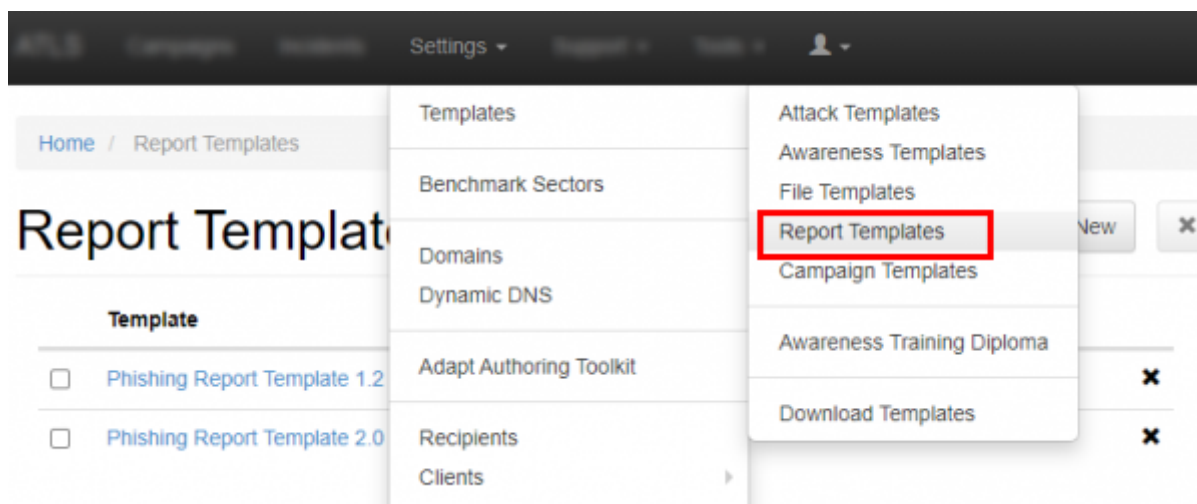 Settings
Home / Report Templates
Report Templat
New
Template
Phishing Report Template 1.2
Phishing Report Template 2.0
Templates
Benchmark Sectors
Domains
Dynamic DNS
Adapt Authoring Toolkit
Recipients
Clients
Attack Templates
Awareness Templates
File Templates
Report Templates
Campaign Templates
Awareness Training Diploma
Download Templates